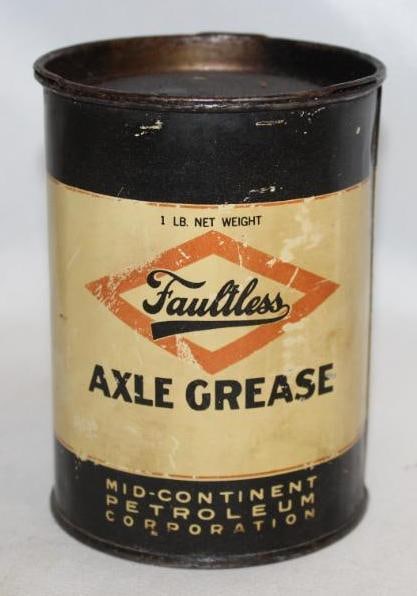 1 LB. NET WEIGHT
Faultless
AXLE GREASE
MID-CONTINENT
PETROLEUM
CORPORATION